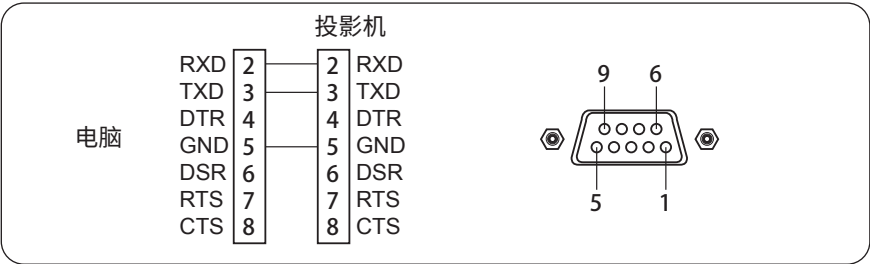 投影机
RXD 2 2 RXD
TXD 3 3 TXD
DTR 4 4 DTR
GND 5 5 GND
DSR 6 6 DSR
RTS 7 7 RTS
CTS 8 8 CTS
电脑
9 6
5 1